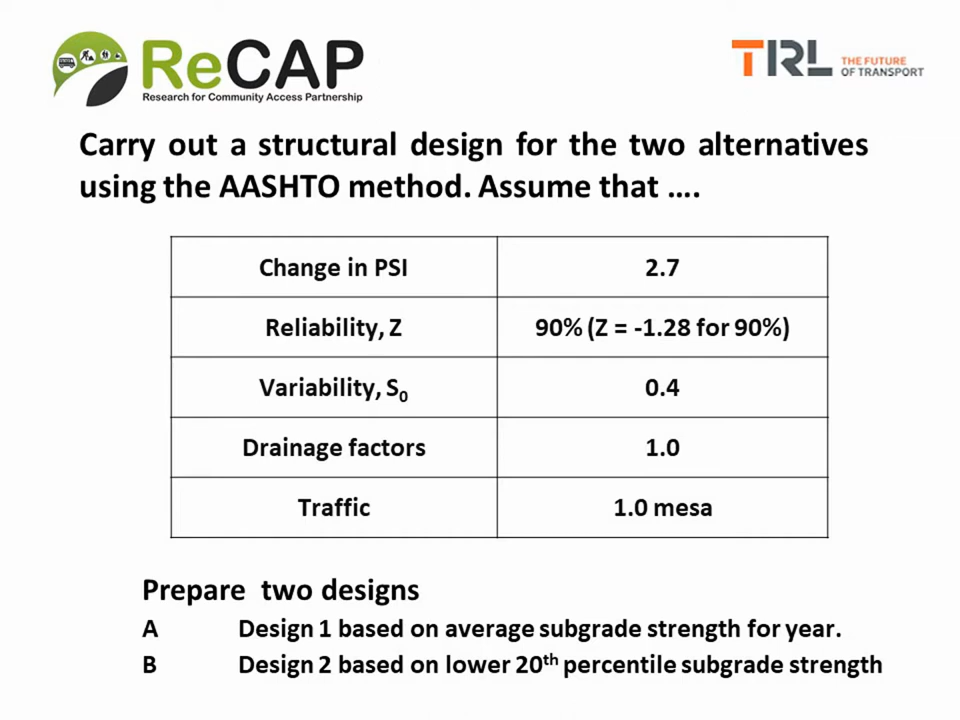 ReCAP
Research for Community Access Partnership
TRL THE FUTURE
OF TRANSPORT
Carry out a structural design for the two alternatives
using the AASHTO method. Assume that ….
Change in PSI 2.7
Reliability, Z 90% (Z = -1.28 for 90%)
Variability, S₀ 0.4
Drainage factors 1.0
Traffic 1.0 mesa
Prepare two designs
A Design 1 based on average subgrade strength for year.
B Design 2 based on lower 20ᵗʰ percentile subgrade strength